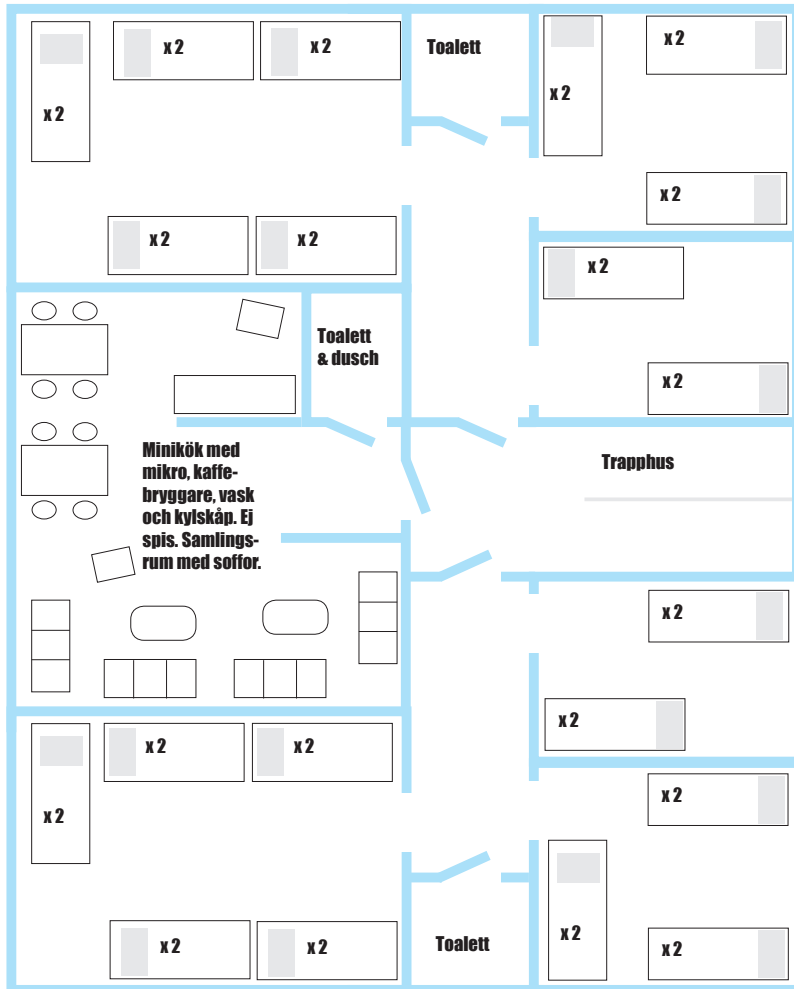 x 2
x 2
Toalett
x 2
x 2
x 2
x 2
x 2
x 2
x 2
Toalett
& dusch
x 2
Minikök med
mikro, kaffe-
bryggare, vask
och kylskåp. Ej
spis. Samlings-
rum med soffor.
Trapphus
x 2
x 2
x 2
x 2
x 2
x 2
x 2
x 2
Toalett
x 2
x 2